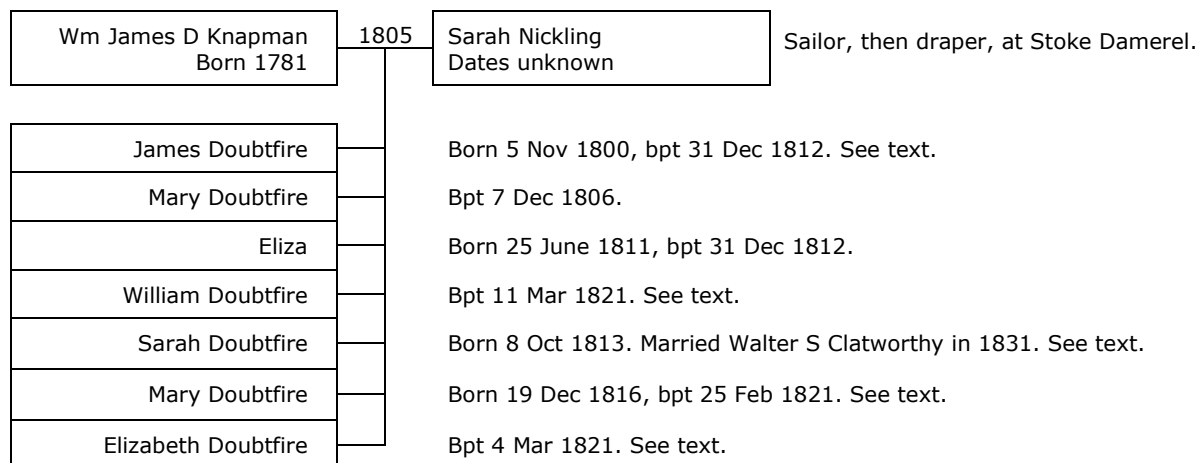 Wm James D Knapman 1805 Sarah Nickling
Born 1781 Dates unknown
Sailor, then draper, at Stoke Damerel.
James Doubtfire Born 5 Nov 1800, bpt 31 Dec 1812. See text.
Mary Doubtfire Bpt 7 Dec 1806.
Eliza Born 25 June 1811, bpt 31 Dec 1812.
William Doubtfire Bpt 11 Mar 1821. See text.
Sarah Doubtfire Born 8 Oct 1813. Married Walter S Clatworthy in 1831. See text.
Mary Doubtfire Born 19 Dec 1816, bpt 25 Feb 1821. See text.
Elizabeth Doubtfire Bpt 4 Mar 1821. See text.